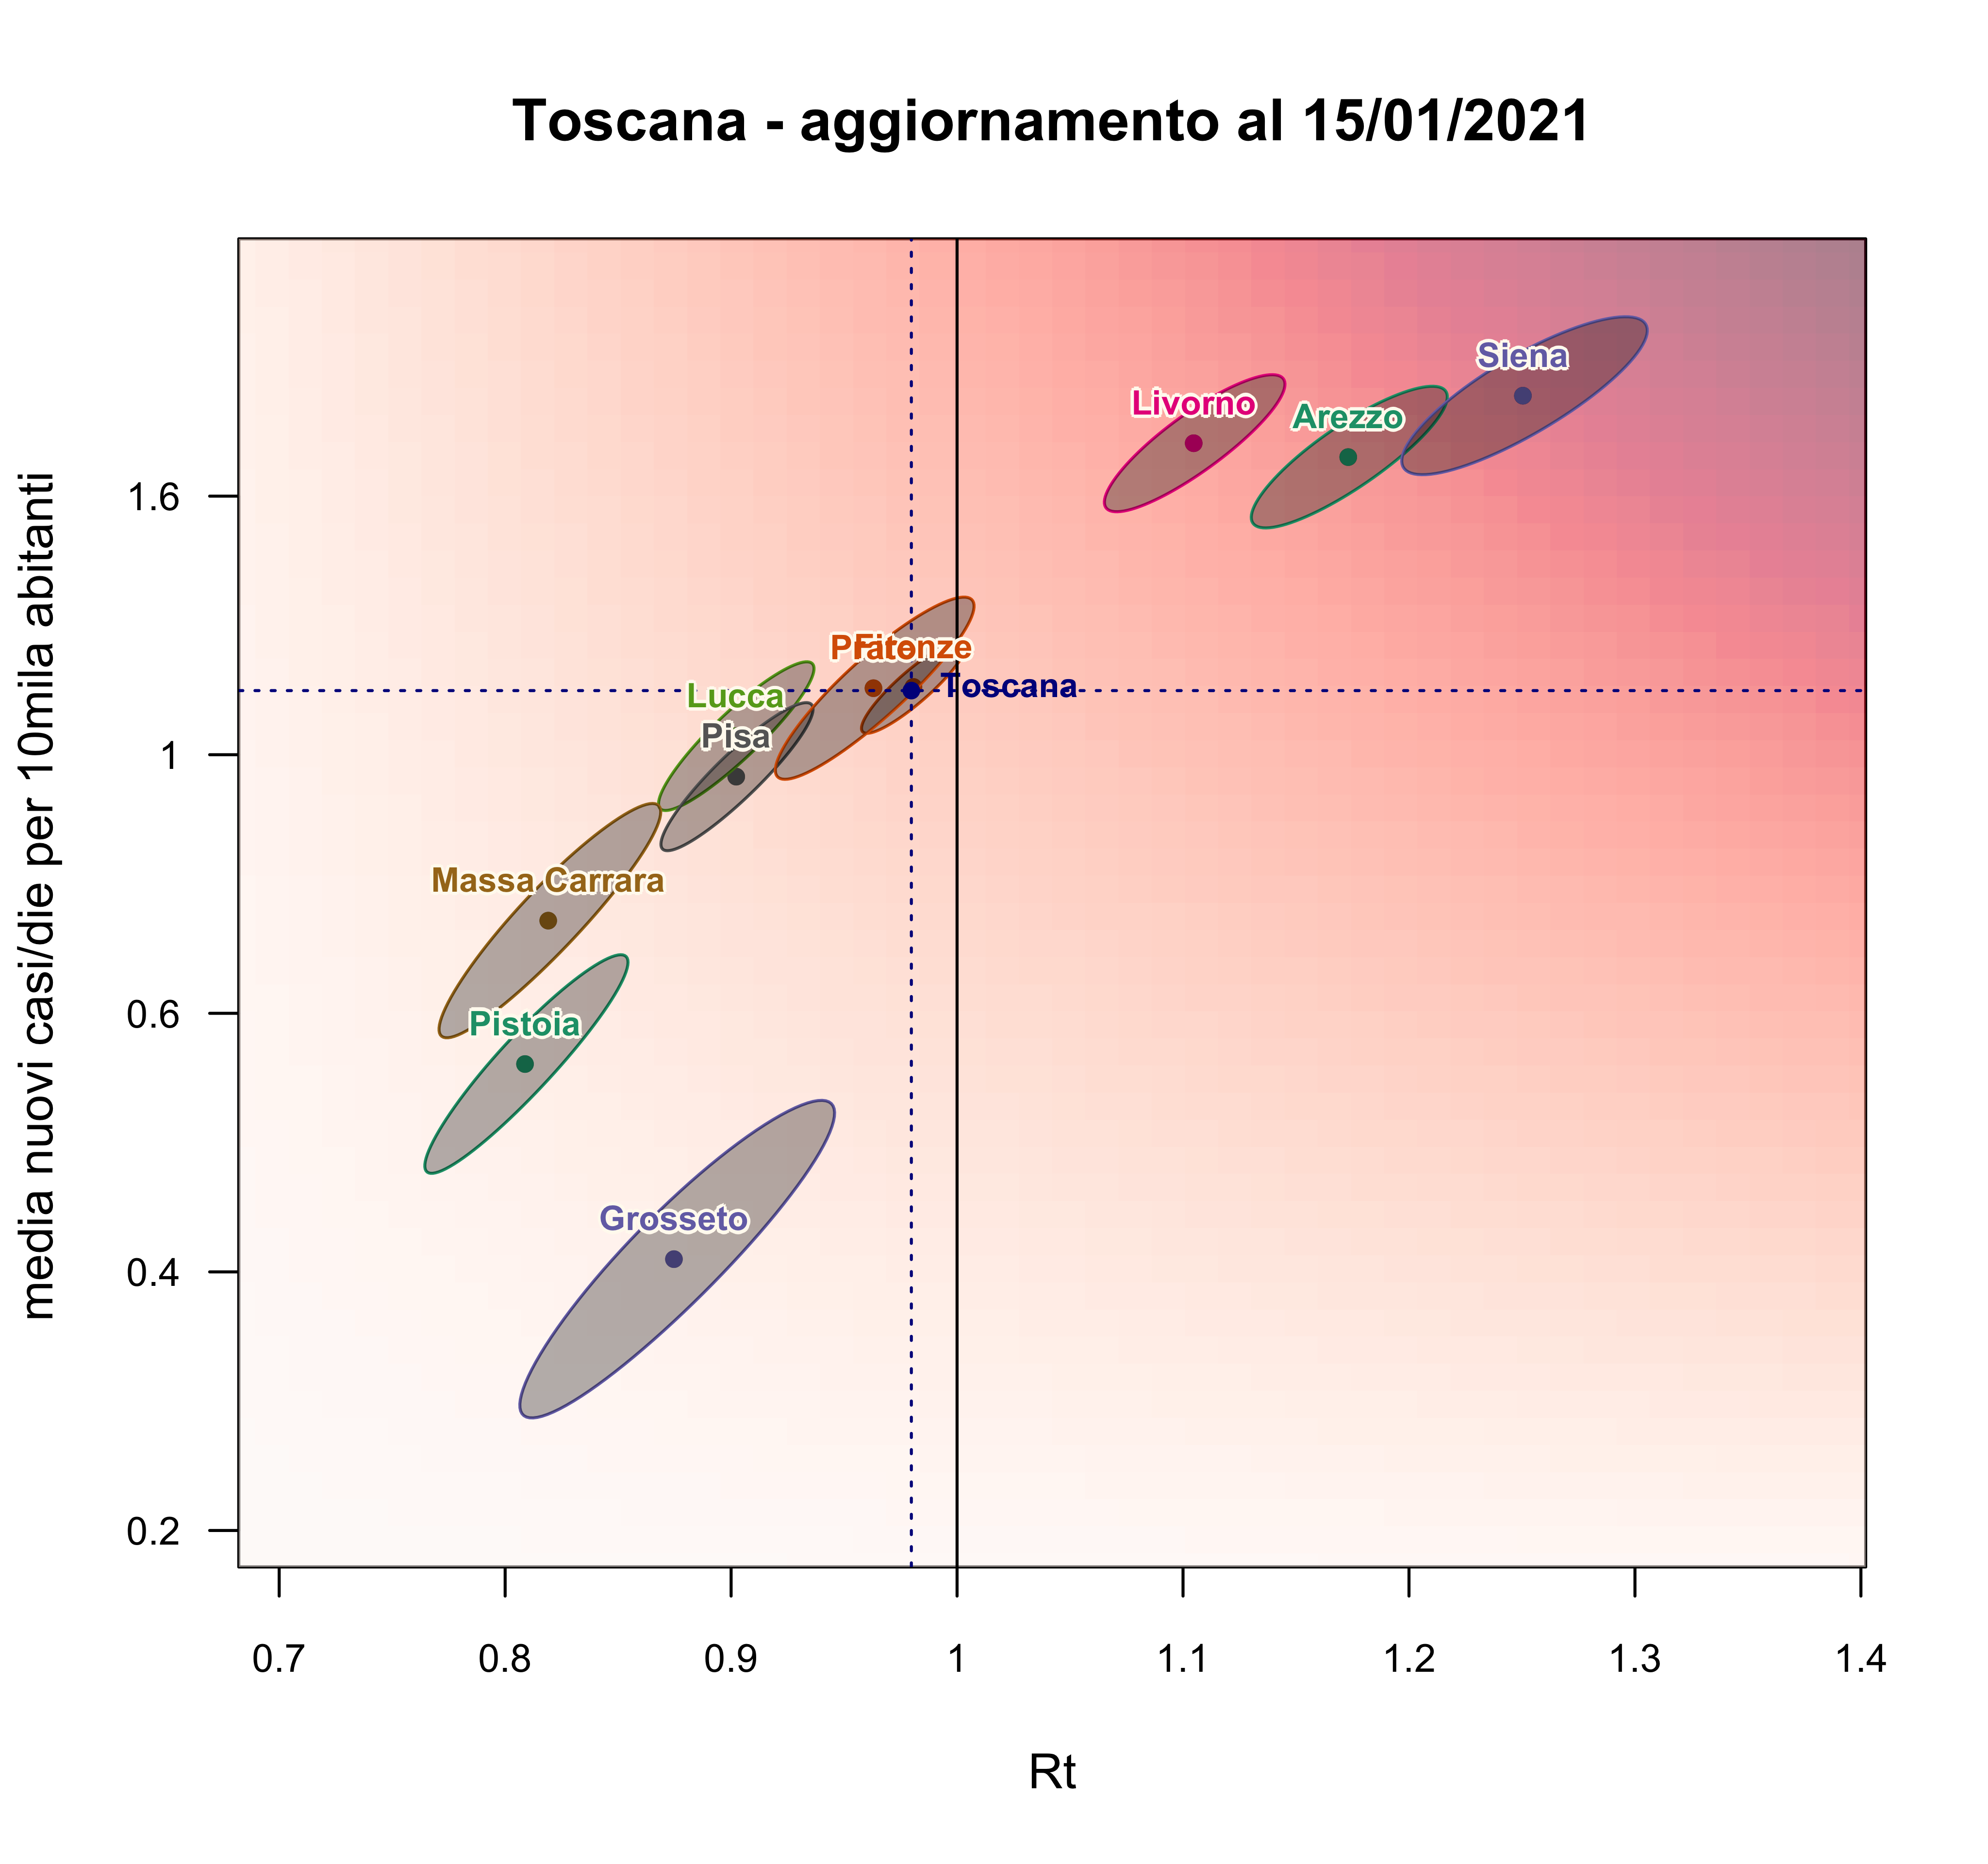 Toscana - aggiornamento al 15/01/2021
media nuovi casi/die per 10mila abitanti
1.6
1
0.6
0.4
0.2
Siena
Livorno
Arezzo
Prato
Firenze
Toscana
Lucca
Pisa
Massa Carrara
Pistoia
Grosseto
0.7 0.8 0.9 1 1.1 1.2 1.3 1.4
Rt